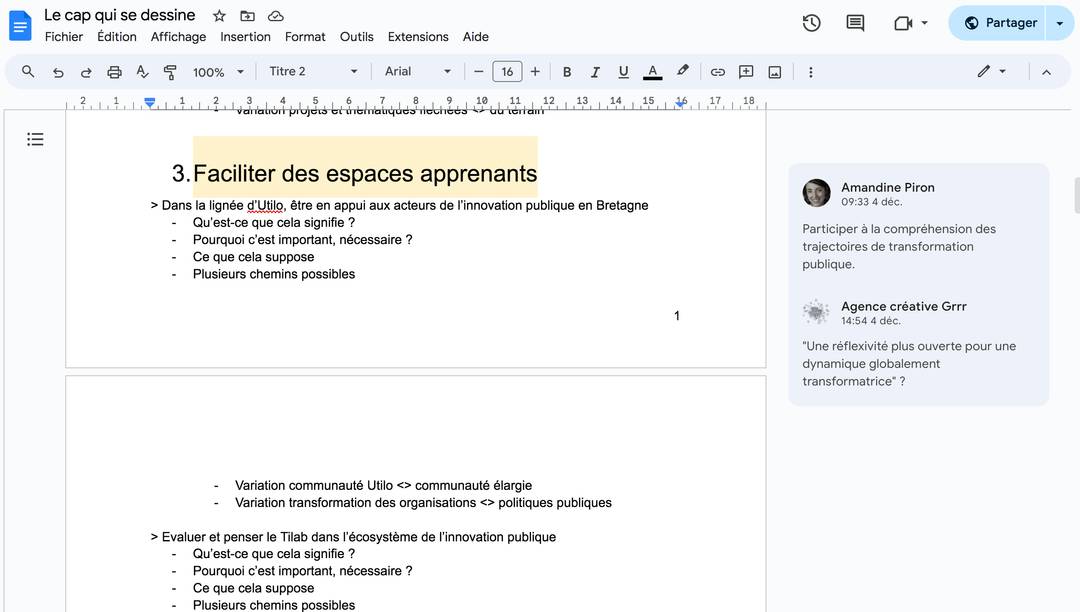 Le cap qui se dessine
Fichier Édition Affichage Insertion Format Outils Extensions Aide
Partager
100% Titre 2 Arial 16 B I U A
2 1 1 2 3 4 5 6 7 8 9 10 11 12 13 14 15 16 17 18
- Variation projets et thématiques fléchées <> du terrain
3. Faciliter des espaces apprenants
> Dans la lignée d'Utilo, être en appui aux acteurs de l'innovation publique en Bretagne
- Qu'est-ce que cela signifie ?
- Pourquoi c'est important, nécessaire ?
- Ce que cela suppose
- Plusieurs chemins possibles
1
- Variation communauté Utilo <> communauté élargie
- Variation transformation des organisations <> politiques publiques
> Evaluer et penser le Tilab dans l'écosystème de l'innovation publique
- Qu'est-ce que cela signifie ?
- Pourquoi c'est important, nécessaire ?
- Ce que cela suppose
- Plusieurs chemins possibles
Amandine Piron
09:33 4 déc.
Participer à la compréhension des
trajectoires de transformation
publique.
Agence créative Grrr
14:54 4 déc.
"Une réflexivité plus ouverte pour une
dynamique globalement
transformatrice" ?